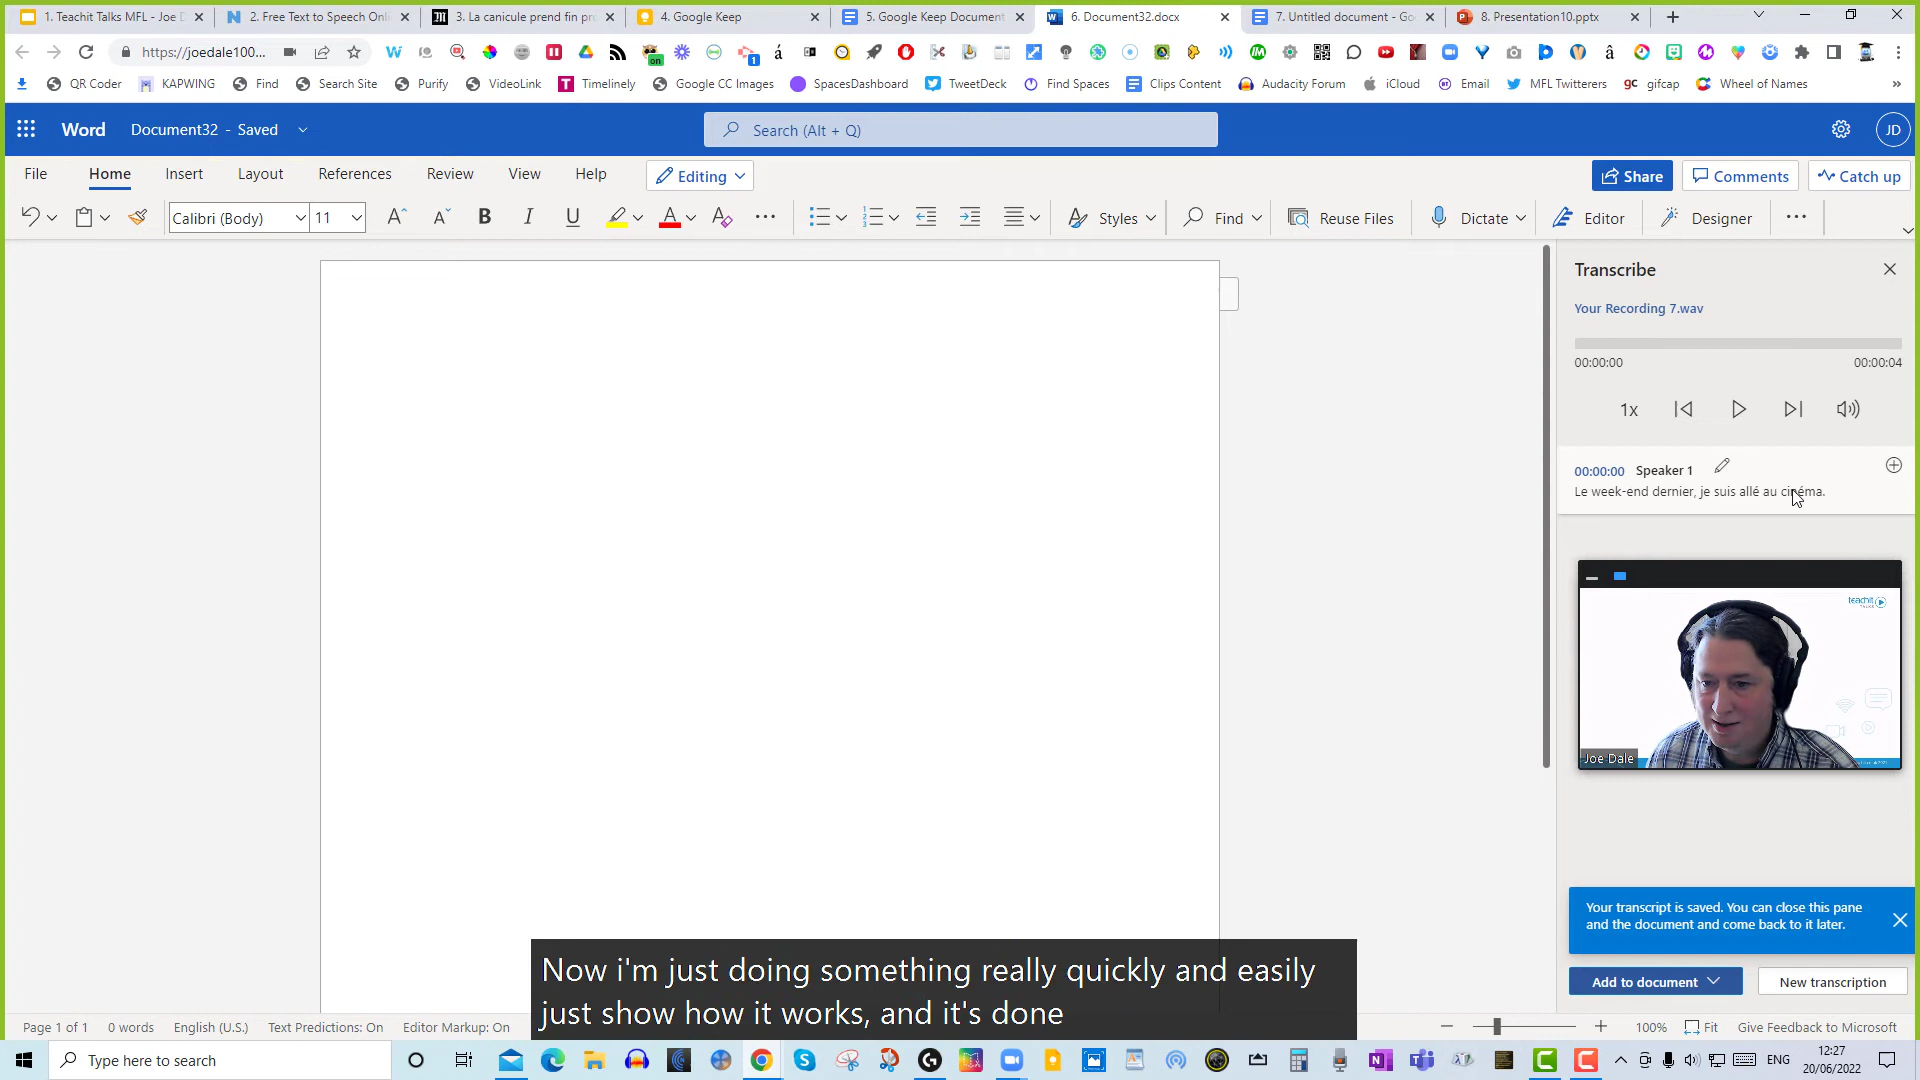 1. Teachit Talks MFL - Joe D
2. Free Text to Speech Onli
3. La canicule prend fin pro
4. Google Keep
5. Google Keep Document
6. Document32.docx
7. Untitled document - Goo
8. Presentation10.pptx
https://joedale100...
on
1
QR Coder
KAPWING
Find
Search Site
Purify
VideoLink
Timelinely
Google CC Images
SpacesDashboard
TweetDeck
Find Spaces
Clips Content
Audacity Forum
iCloud
Email
MFL Twitterers
gifcap
Wheel of Names
Word
Document32 - Saved
Search (Alt + Q)
JD
File
Home
Insert
Layout
References
Review
View
Help
Editing
Share
Comments
Catch up
Calibri (Body)
11
Styles
Find
Reuse Files
Dictate
Editor
Designer
Transcribe
Your Recording 7.wav
00:00:00
00:00:04
1x
00:00:00 Speaker 1
Le week-end dernier, je suis allé au cinéma.
teachit
TALKS
Joe Dale
Your transcript is saved. You can close this pane
and the document and come back to it later.
Add to document
New transcription
Now i'm just doing something really quickly and easily
just show how it works, and it's done
Page 1 of 1
0 words
English (U.S.)
Text Predictions: On
Editor Markup: On
100%
Fit
Give Feedback to Microsoft
Type here to search
ENG
12:27
20/06/2022